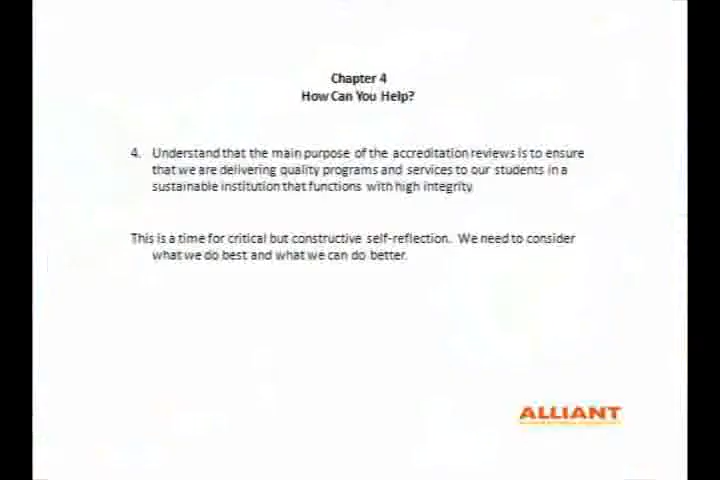 Chapter 4
How Can You Help?
4. Understand that the main purpose of the accreditation reviews is to ensure
that we are delivering quality programs and services to our students in a
sustainable institution that functions with high integrity
This is a time for critical but constructive self-reflection. We need to consider
what we do best and what we can do better.
ALLIANT